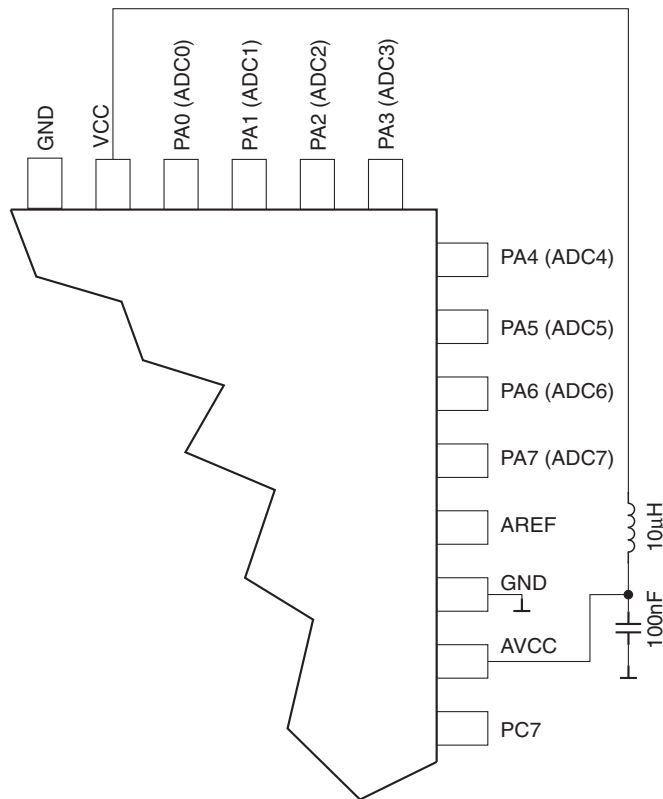 GND
VCC
PA0 (ADC0)
PA1 (ADC1)
PA2 (ADC2)
PA3 (ADC3)
PA4 (ADC4)
PA5 (ADC5)
PA6 (ADC6)
PA7 (ADC7)
AREF
GND
AVCC
PC7
10μH
100nF